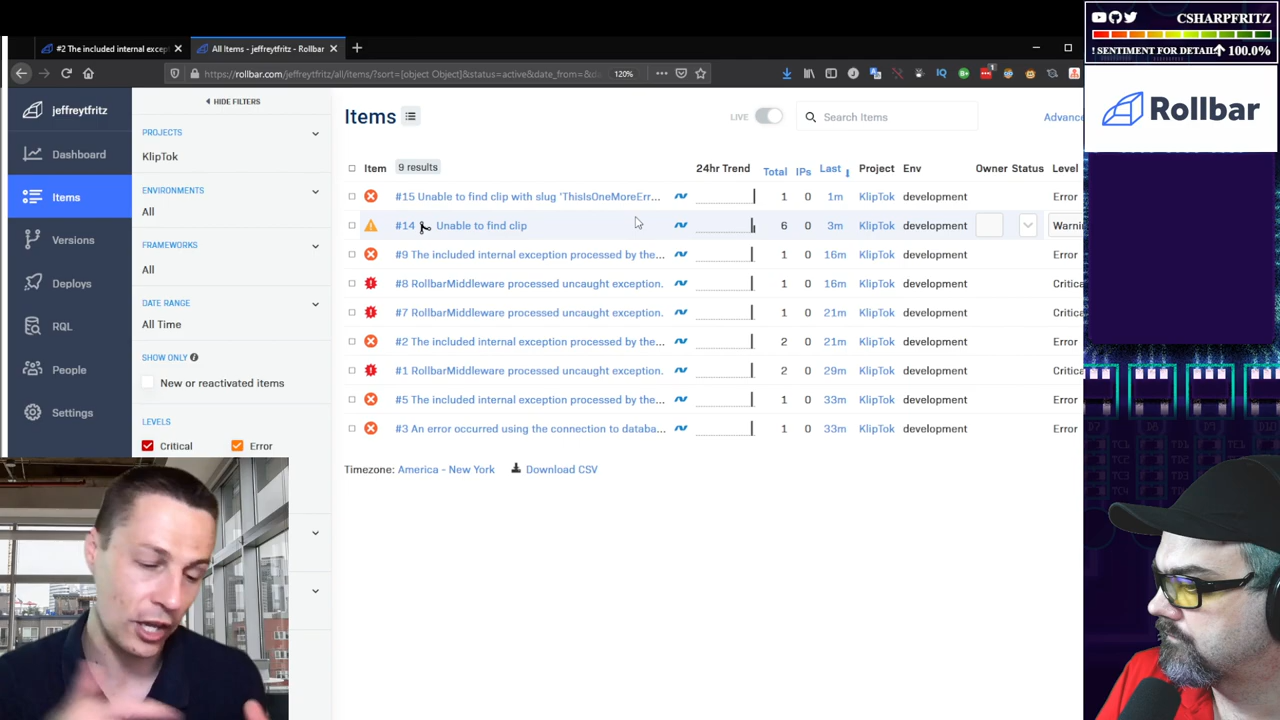 #2 The included internal except
All Items - jeffreytfritz - Rollbar
https://rollbar.com/jeffreytfritz/all/items/?sort=[object Object]&status=active&date_from=&da
120%
CSHARPFRITZ
! SENTIMENT FOR DETAILS
100.0%
Rollbar
jeffreytfritz
Dashboard
Items
Versions
Deploys
RQL
People
Settings
HIDE FILTERS
PROJECTS
KlipTok
ENVIRONMENTS
All
FRAMEWORKS
All
DATE RANGE
All Time
SHOW ONLY
New or reactivated items
LEVELS
Critical Error
Items
LIVE
Search Items
Advanc
Item 9 results 24hr Trend Total IPs Last Project Env Owner Status Level
#15 Unable to find clip with slug 'ThisIsOneMoreErr... 1 0 1m KlipTok development Error
#14 Unable to find clip 6 0 3m KlipTok development Warnin
#9 The included internal exception processed by the... 1 0 16m KlipTok development Error
#8 RollbarMiddleware processed uncaught exception. 1 0 16m KlipTok development Critica
#7 RollbarMiddleware processed uncaught exception. 1 0 21m KlipTok development Critica
#2 The included internal exception processed by the... 2 0 21m KlipTok development Error
#1 RollbarMiddleware processed uncaught exception. 2 0 29m KlipTok development Critica
#5 The included internal exception processed by the... 1 0 33m KlipTok development Error
#3 An error occurred using the connection to databa... 1 0 33m KlipTok development Error
Timezone: America - New York Download CSV